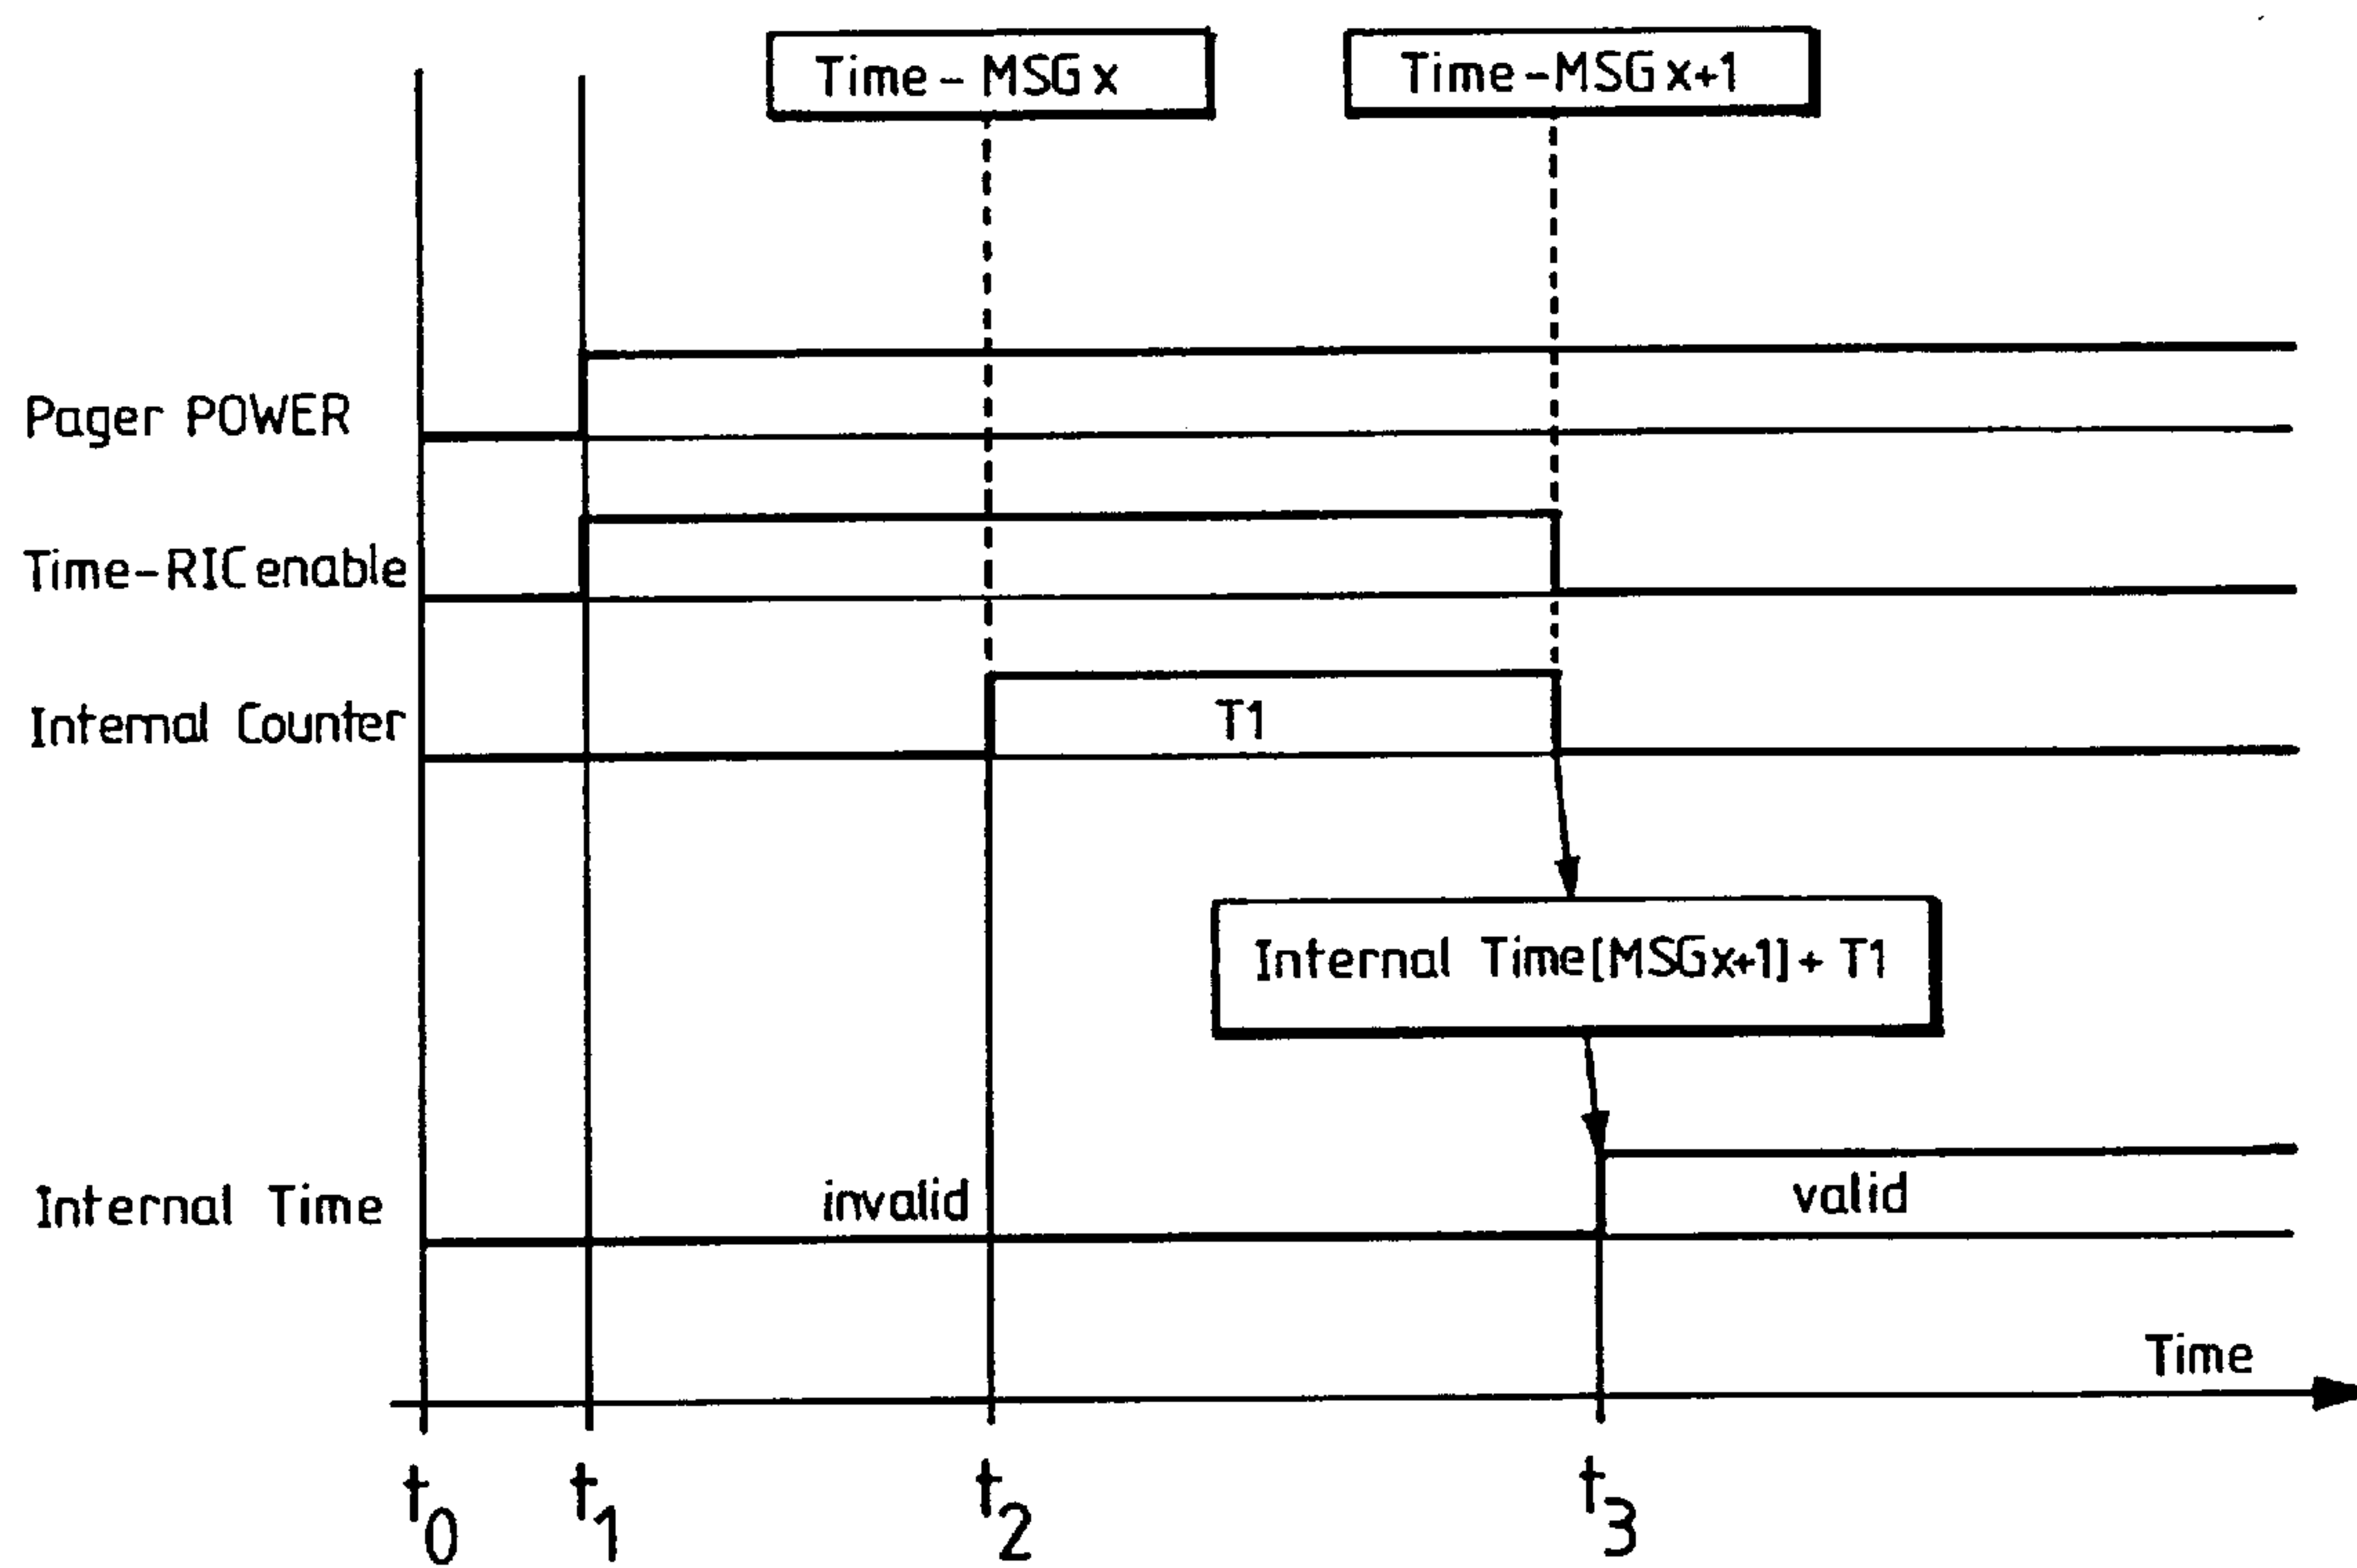 Time - MSG x
Time-MSG x+1
Pager POWER
Time-RIC enable
Internal Counter
T1
Internal Time[MSGx+1] + T1
Internal Time
invalid
valid
Time
t0
t1
t2
t3